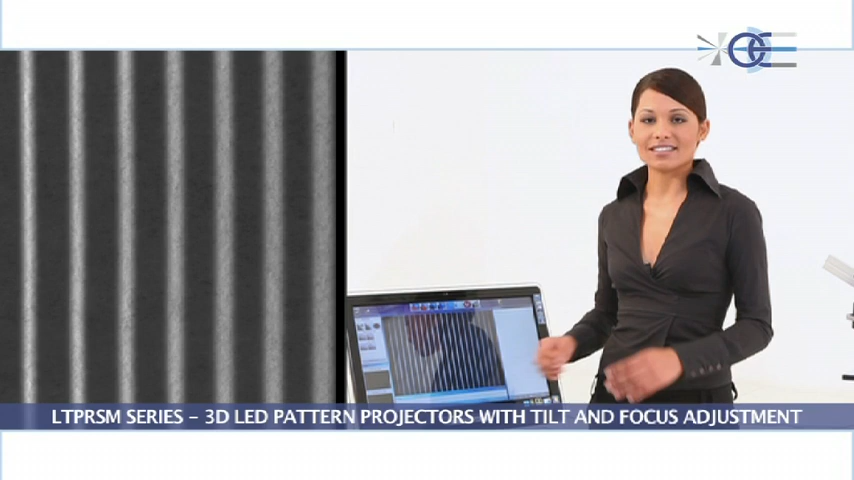 LTPRSM SERIES – 3D LED PATTERN PROJECTORS WITH TILT AND FOCUS ADJUSTMENT